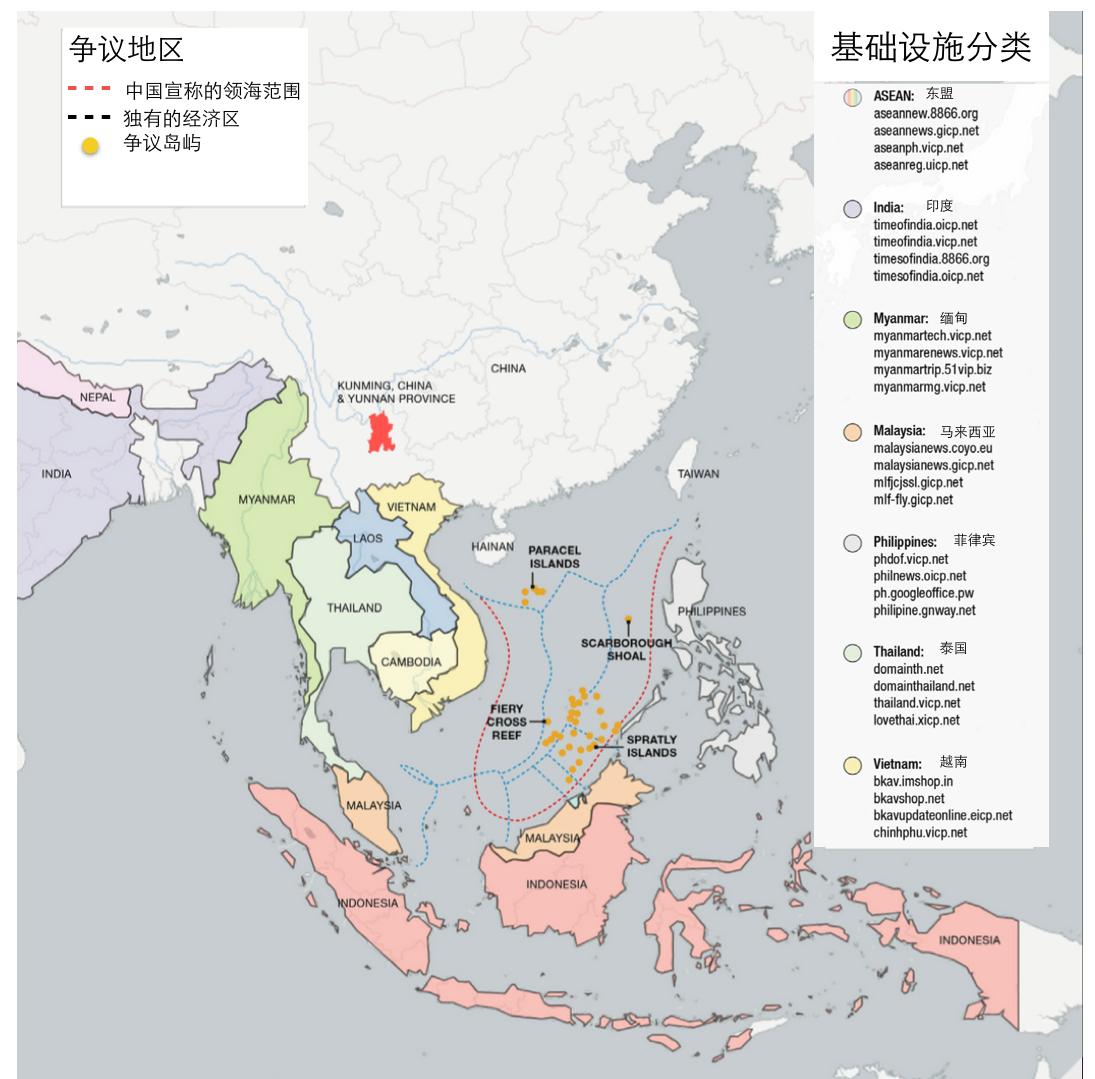 争议地区
中国宣称的领海范围
独有的经济区
争议岛屿
基础设施分类
ASEAN: 东盟
aseannew.8866.org
aseannews.gicp.net
aseanph.vicp.net
aseanreg.uicp.net
India: 印度
timeofindia.oicp.net
timeofindia.vicp.net
timesofindia.8866.org
timesofindia.oicp.net
Myanmar: 缅甸
myanmartech.vicp.net
myanmarenews.vicp.net
myanmartrip.51vip.biz
myanmarmg.vicp.net
Malaysia: 马来西亚
malaysianews.coyo.eu
malaysianews.gicp.net
mlfjcjssl.gicp.net
mlf-fly.gicp.net
Philippines: 菲律宾
phdof.vicp.net
philnews.oicp.net
ph.googleoffice.pw
philipine.gnway.net
Thailand: 泰国
domainth.net
domainthailand.net
thailand.vicp.net
lovethai.xicp.net
Vietnam: 越南
bkav.imshop.in
bkavshop.net
bkavupdateonline.eicp.net
chinhphu.vicp.net
CHINA
KUNMING, CHINA
& YUNNAN PROVINCE
NEPAL
INDIA
MYANMAR
VIETNAM
LAOS
TAIWAN
HAINAN
PARACEL
ISLANDS
THAILAND
PHILIPPINES
SCARBOROUGH
SHOAL
CAMBODIA
FIERY
CROSS
REEF
SPRATLY
ISLANDS
MALAYSIA
MALAYSIA
INDONESIA
INDONESIA
INDONESIA